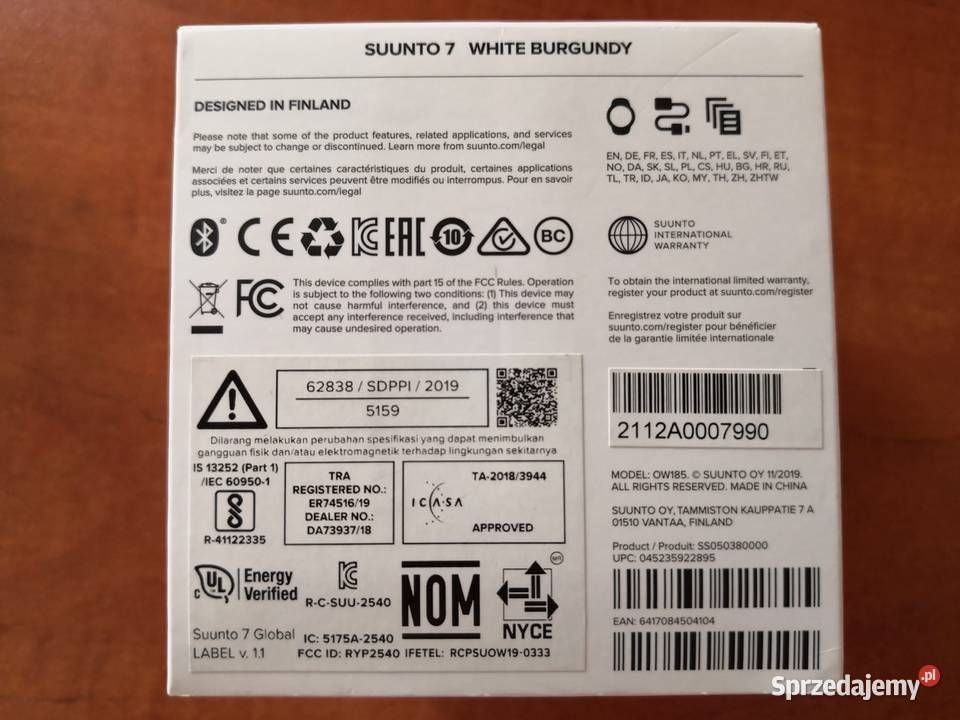 SUUNTO 7 WHITE BURGUNDY
DESIGNED IN FINLAND
Please note that some of the product features, related applications, and services
may be subject to change or discontinued. Learn more from suunto.com/legal
Merci de noter que certaines caractéristiques du produit, certaines applications
associées et certains services peuvent être modifiés ou interrompus. Pour en savoir
plus, visitez la page suunto.com/legal
EN, DE, FR, ES, IT, NL, PT, EL, SV, FI, ET,
NO, DA, SK, SL, PL, CS, HU, BG, HR, RU,
TL, TR, ID, JA, KO, MY, TH, ZH, ZHTW
CE KC EAC 10 BC
SUUNTO
INTERNATIONAL
WARRANTY
FC
This device complies with part 15 of the FCC Rules. Operation
is subject to the following two conditions: (1) This device may
not cause harmful interference, and (2) this device must
accept any interference received, including interference that
may cause undesired operation.
To obtain the international limited warranty,
register your product at suunto.com/register
Enregistrez votre produit sur
suunto.com/register pour bénéficier
de la garantie limitée internationale
62838 / SDPPI / 2019
5159
Dilarang melakukan perubahan spesifikasi yang dapat menimbulkan
gangguan fisik dan/atau elektromagnetik terhadap lingkungan sekitarnya
IS 13252 (Part 1)
/IEC 60950-1
R-41122335
TRA
REGISTERED NO.:
ER74516/19
DEALER NO.:
DA73937/18
TA-2018/3944
ICASA
APPROVED
c UL Energy
Verified
KC
R-C-SUU-2540
NOM
MR
NYCE
Suunto 7 Global
LABEL v. 1.1
IC: 5175A-2540
FCC ID: RYP2540 IFETEL: RCPSUOW19-0333
2112A0007990
MODEL: OW185. © SUUNTO OY 11/2019.
ALL RIGHTS RESERVED. MADE IN CHINA
SUUNTO OY, TAMMISTON KAUPPATIE 7 A
01510 VANTAA, FINLAND
Product / Produit: SS050380000
UPC: 045235922895
EAN: 6417084504104
Sprzedajemy.pl